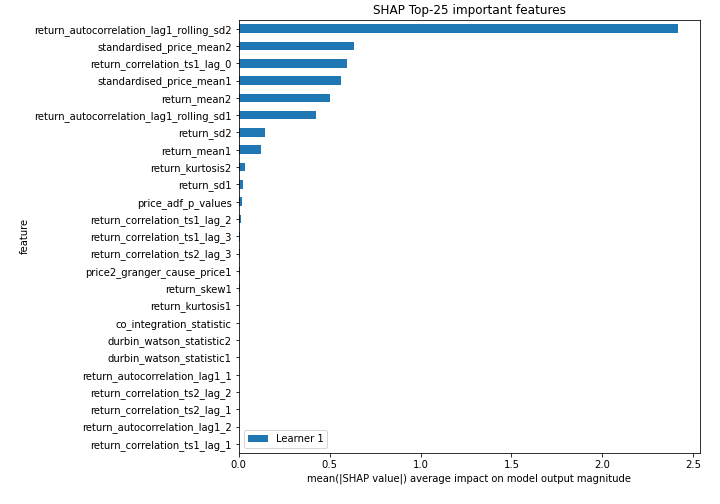 SHAP Top-25 important features
return_autocorrelation_lag1_rolling_sd2
standardised_price_mean2
return_correlation_ts1_lag_0
standardised_price_mean1
return_mean2
return_autocorrelation_lag1_rolling_sd1
return_sd2
return_mean1
return_kurtosis2
return_sd1
price_adf_p_values
return_correlation_ts1_lag_2
return_correlation_ts1_lag_3
return_correlation_ts2_lag_3
price2_granger_cause_price1
return_skew1
return_kurtosis1
co_integration_statistic
durbin_watson_statistic2
durbin_watson_statistic1
return_autocorrelation_lag1_1
return_correlation_ts2_lag_2
return_correlation_ts2_lag_1
return_autocorrelation_lag1_2
return_correlation_ts1_lag_1
feature
Learner 1
0.0 0.5 1.0 1.5 2.0 2.5
mean(|SHAP value|) average impact on model output magnitude